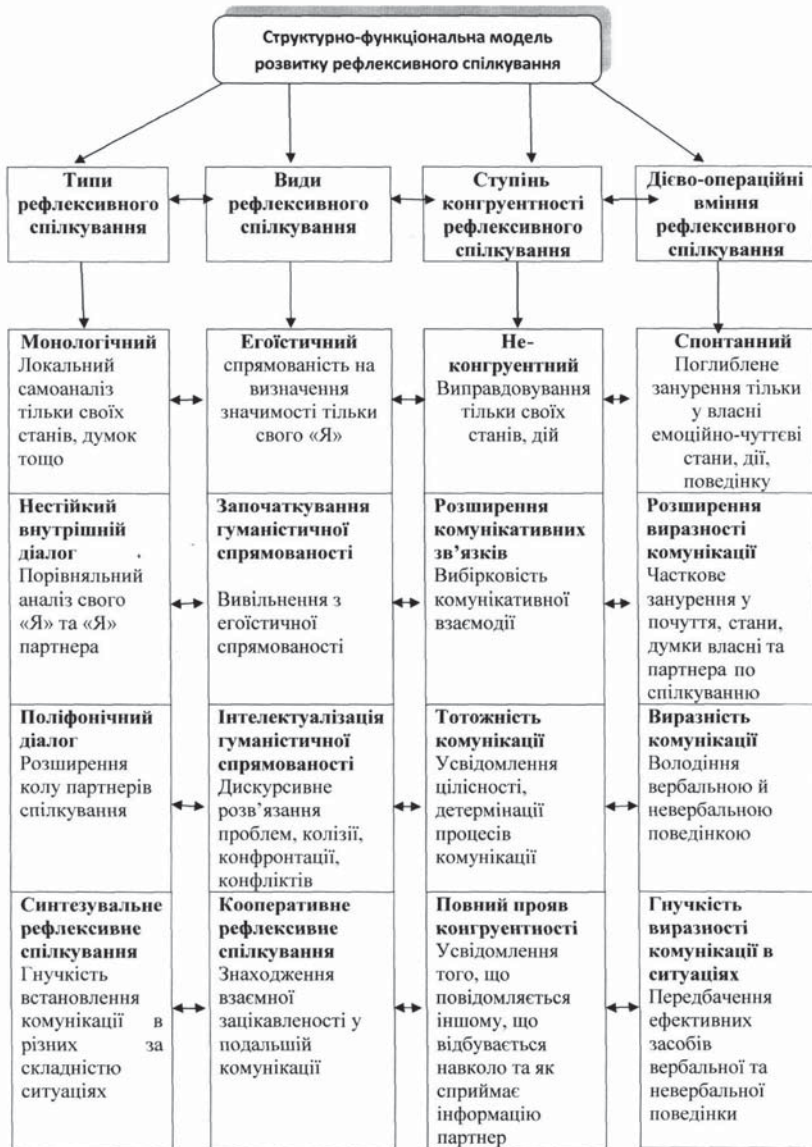 Структурно-функціональна модель
розвитку рефлексивного спілкування
Типи
рефлексивного
спілкування
Види
рефлексивного
спілкування
Ступінь
конгруентності
рефлексивного
спілкування
Дієво-операційні
вміння
рефлексивного
спілкування
Монологічний
Локальний
самоаналіз
тільки своїх
станів, думок
тощо
Егоїстичний
спрямованість на
визначення
значимості тільки
свого «Я»
Не-
конгруентний
Виправдовування
тільки своїх
станів, дій
Спонтанний
Поглиблене
занурення тільки
у власні
емоційно-чуттєві
стани, дії,
поведінку
Нестійкий
внутрішній
діалог
Порівняльний
аналіз свого
«Я» та «Я»
партнера
Започаткування
гуманістичної
спрямованості
Вивільнення з
егоїстичної
спрямованості
Розширення
комунікативних
зв'язків
Вибірковість
комунікативної
взаємодії
Розширення
виразності
комунікації
Часткове
занурення у
почуття, стани,
думки власні та
партнера по
спілкуванню
Поліфонічний
діалог
Розширення
колу партнерів
спілкування
Інтелектуалізація
гуманістичної
спрямованості
Дискурсивне
розв'язання
проблем, колізії,
конфронтації,
конфліктів
Тотожність
комунікації
Усвідомлення
цілісності,
детермінації
процесів
комунікації
Виразність
комунікації
Володіння
вербальною й
невербальною
поведінкою
Синтезувальне
рефлексивне
спілкування
Гнучкість
встановлення
комунікації в
різних за
складністю
ситуаціях
Кооперативне
рефлексивне
спілкування
Знаходження
взаємної
зацікавленості у
подальшій
комунікації
Повний прояв
конгруентності
Усвідомлення
того, що
повідомляється
іншому, що
відбувається
навколо та як
сприймає
інформацію
партнер
Гнучкість
виразності
комунікації в
ситуаціях
Передбачення
ефективних
засобів
вербальної та
невербальної
поведінки